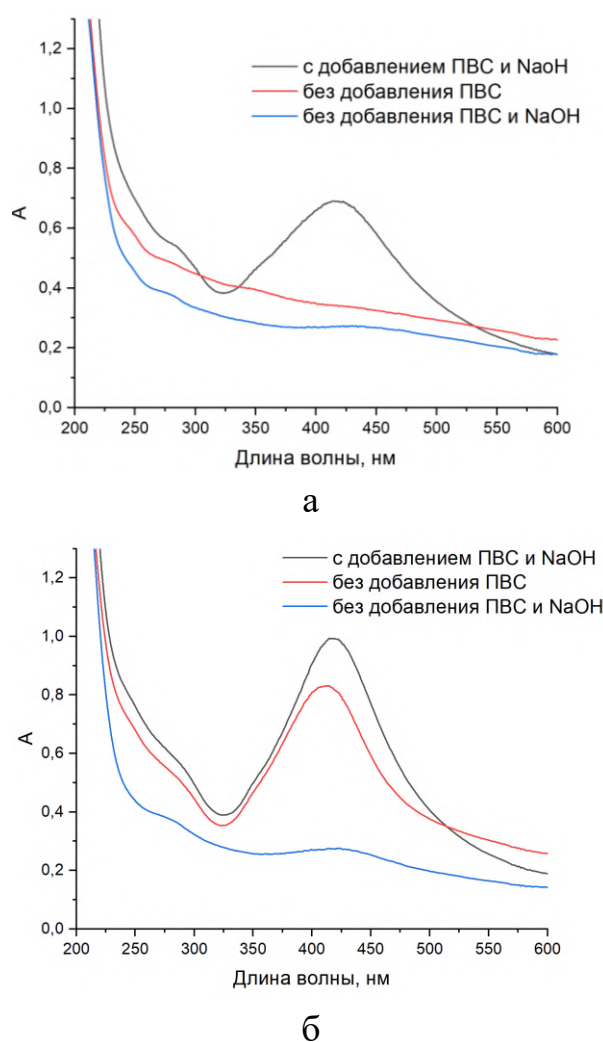 с добавлением ПВС и NaoH
без добавления ПВС
без добавления ПВС и NaOH
1,2
1,0
0,8
0,6
0,4
0,2
0,0
A
200 250 300 350 400 450 500 550 600
Длина волны, нм
а
с добавлением ПВС и NaOH
без добавления ПВС
без добавления ПВС и NaOH
1,2
1,0
0,8
0,6
0,4
0,2
0,0
A
200 250 300 350 400 450 500 550 600
Длина волны, нм
б